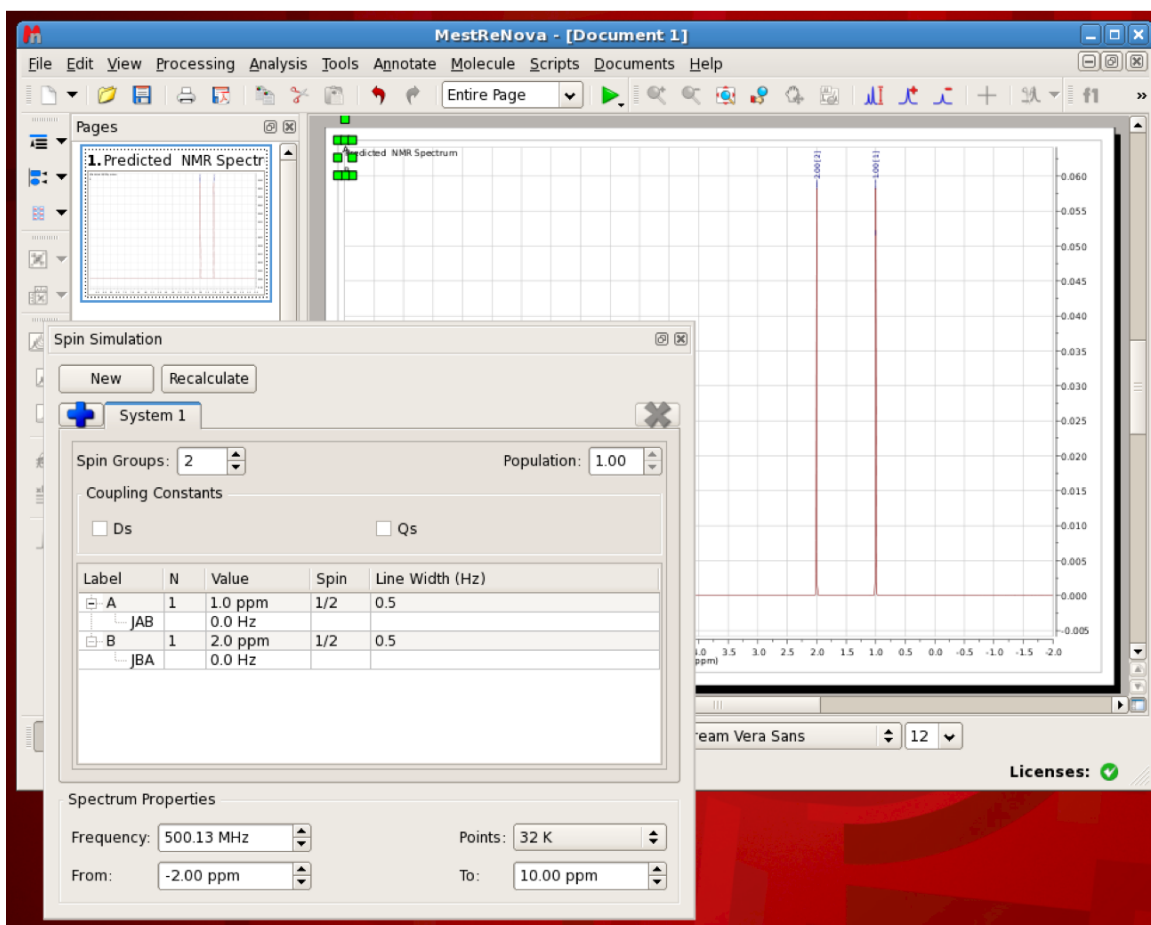 MestReNova - [Document 1]
File Edit View Processing Analysis Tools Annotate Molecule Scripts Documents Help
Entire Page
f1
»
Pages
1. Predicted NMR Spectr
Predicted NMR Spectrum
2.00 [2]
1.00 [1]
0.060
0.055
0.050
0.045
0.040
0.035
0.030
0.025
0.020
0.015
0.010
0.005
0.000
-0.005
3.5 3.0 2.5 2.0 1.5 1.0 0.5 0.0 -0.5 -1.0 -1.5 -2.0
ppm)
Spin Simulation
New Recalculate
System 1
Spin Groups: 2 Population: 1.00
Coupling Constants
Ds Qs
Label N Value Spin Line Width (Hz)
A 1 1.0 ppm 1/2 0.5
JAB 0.0 Hz
B 1 2.0 ppm 1/2 0.5
JBA 0.0 Hz
ream Vera Sans 12
Licenses:
Spectrum Properties
Frequency: 500.13 MHz Points: 32 K
From: -2.00 ppm To: 10.00 ppm